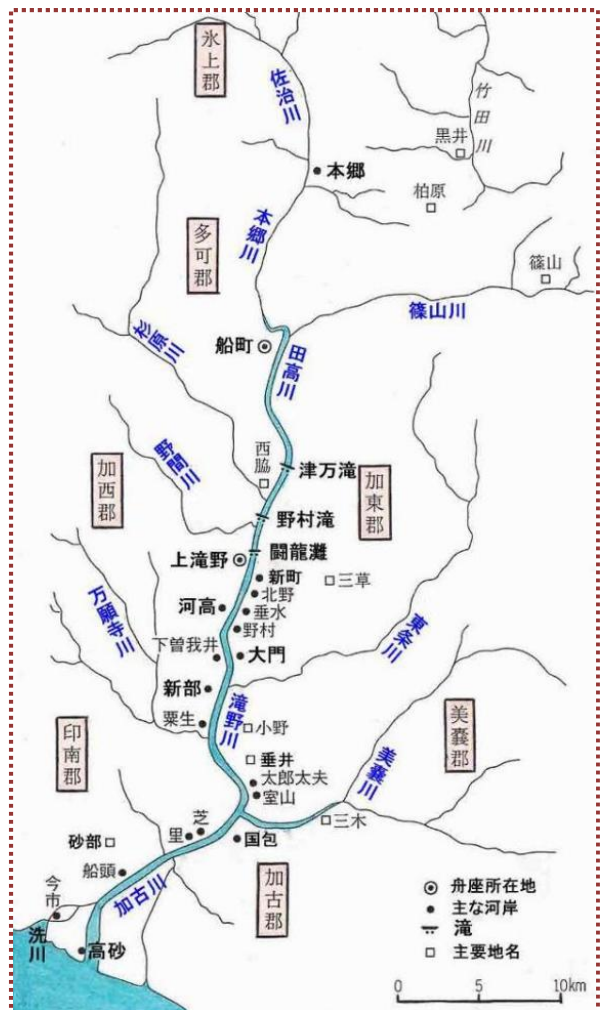 氷上郡
佐治川
竹田川
黒井
本郷
柏原
多可郡
本郷川
篠山
篠山川
杉原川
船町
田高川
西脇
津万滝
野間川
加西郡
加東郡
野村滝
闘龍灘
上滝野
新町
三草
北野
河高
垂水
野村
万願寺川
東条川
下曽我井
大門
新部
粟生
滝野川
小野
美嚢郡
印南郡
垂井
太郎太夫
室山
美嚢川
芝
里
三木
国包
砂部
船頭
加古川
加古郡
今市
洗川
高砂
舟座所在地
主な河岸
滝
主要地名
0 5 10km